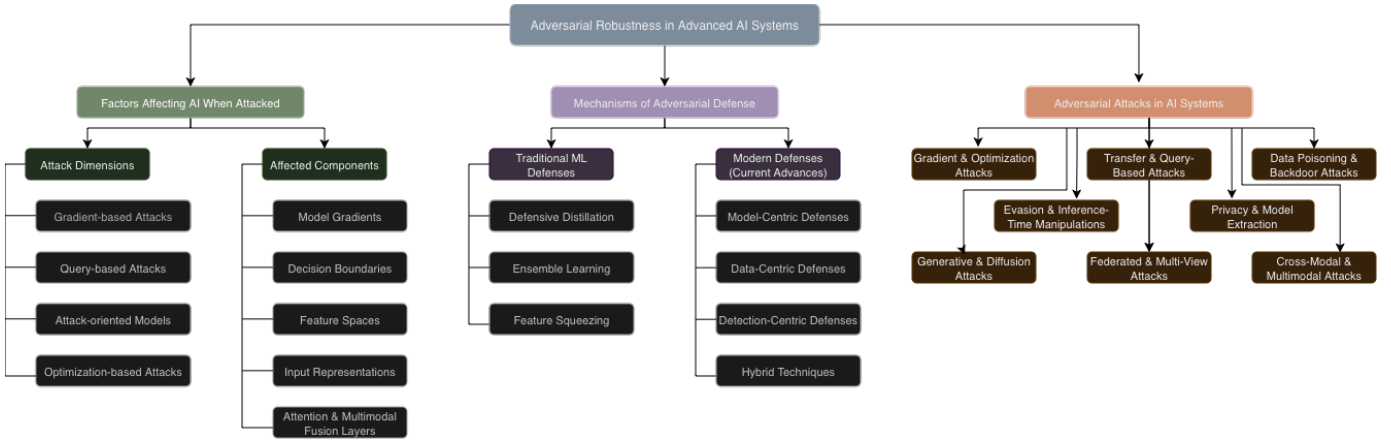 Adversarial Robustness in Advanced AI Systems
Factors Affecting AI When Attacked
Attack Dimensions
Gradient-based Attacks
Query-based Attacks
Attack-oriented Models
Optimization-based Attacks
Affected Components
Model Gradients
Decision Boundaries
Feature Spaces
Input Representations
Attention & Multimodal
Fusion Layers
Mechanisms of Adversarial Defense
Traditional ML
Defenses
Defensive Distillation
Ensemble Learning
Feature Squeezing
Modern Defenses
(Current Advances)
Model-Centric Defenses
Data-Centric Defenses
Detection-Centric Defenses
Hybrid Techniques
Adversarial Attacks in AI Systems
Gradient & Optimization
Attacks
Transfer & Query-
Based Attacks
Data Poisoning &
Backdoor Attacks
Evasion & Inference-
Time Manipulations
Privacy & Model
Extraction
Generative & Diffusion
Attacks
Federated & Multi-View
Attacks
Cross-Modal &
Multimodal Attacks